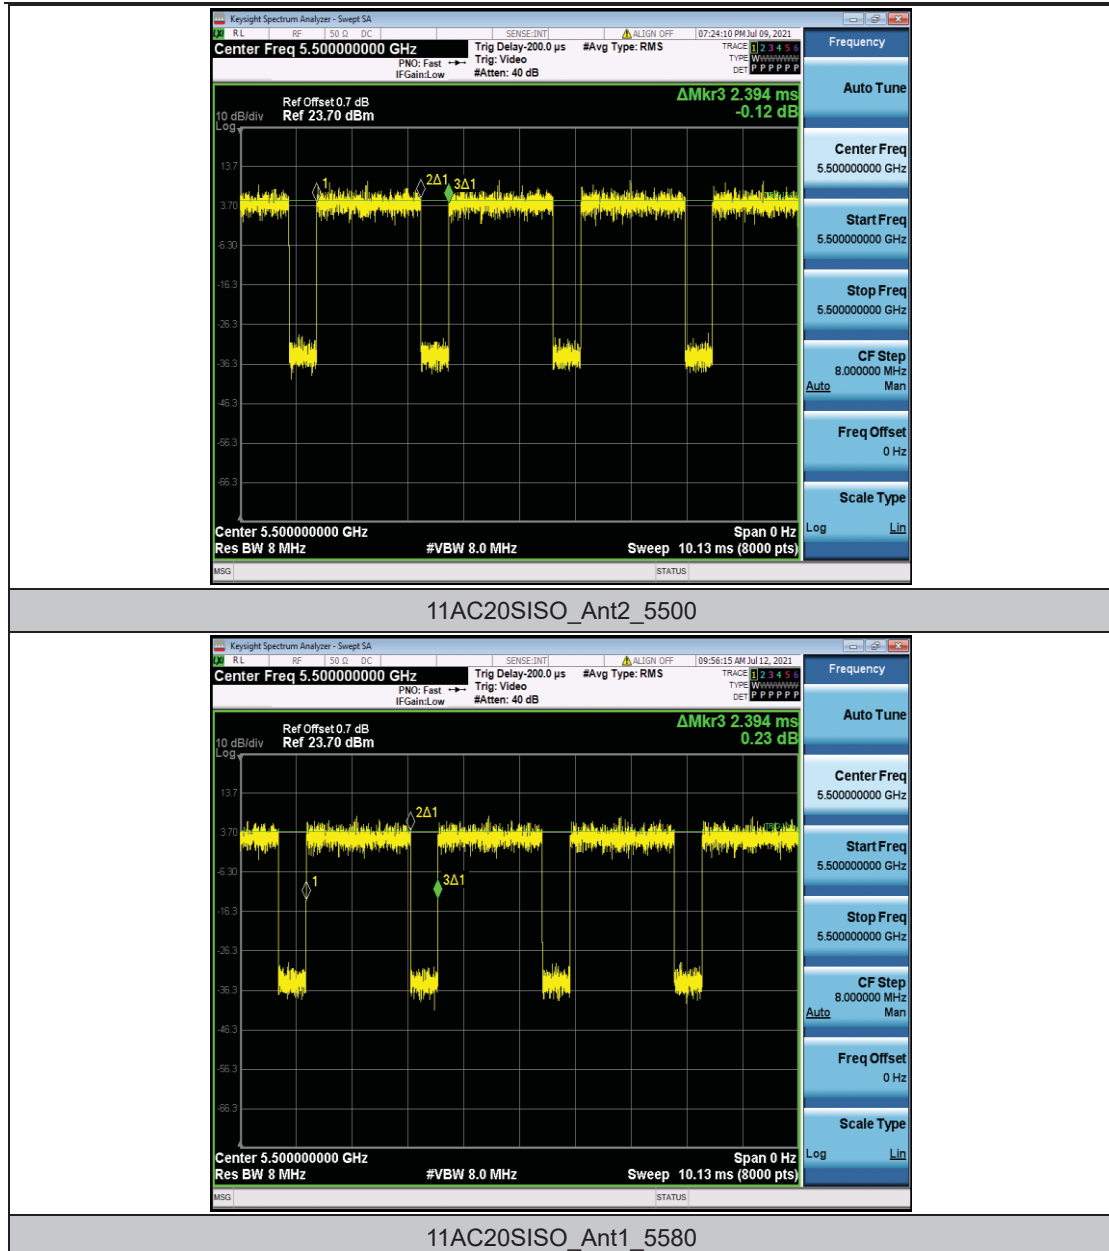 Keysight Spectrum Analyzer - Swept SA
LXI RL RF 50 Ω DC SENSE:INT ALIGN OFF 07:24:10 PM Jul 09, 2021
Center Freq 5.500000000 GHz Trig Delay-200.0 µs #Avg Type: RMS TRACE 1 2 3 4 5 6
PNO: Fast Trig: Video TYPE WWWWWW
IFGain:Low #Atten: 40 dB DET P P P P P P
ΔMkr3 2.394 ms
-0.12 dB
Ref Offset 0.7 dB
10 dB/div Ref 23.70 dBm
Log
13.7
3.70
-6.30
-16.3
-26.3
-36.3
-46.3
-56.3
-66.3
1
2Δ1
3Δ1
Center 5.500000000 GHz Span 0 Hz
Res BW 8 MHz #VBW 8.0 MHz Sweep 10.13 ms (8000 pts)
MSG STATUS
Frequency
Auto Tune
Center Freq
5.500000000 GHz
Start Freq
5.500000000 GHz
Stop Freq
5.500000000 GHz
CF Step
8.000000 MHz
Auto Man
Freq Offset
0 Hz
Scale Type
Log Lin
11AC20SISO_Ant2_5500
Keysight Spectrum Analyzer - Swept SA
LXI RL RF 50 Ω DC SENSE:INT ALIGN OFF 09:56:15 AM Jul 12, 2021
Center Freq 5.500000000 GHz Trig Delay-200.0 µs #Avg Type: RMS TRACE 1 2 3 4 5 6
PNO: Fast Trig: Video TYPE WWWWWW
IFGain:Low #Atten: 40 dB DET P P P P P P
ΔMkr3 2.394 ms
0.23 dB
Ref Offset 0.7 dB
10 dB/div Ref 23.70 dBm
Log
13.7
3.70
-6.30
-16.3
-26.3
-36.3
-46.3
-56.3
-66.3
2Δ1
1
3Δ1
Center 5.500000000 GHz Span 0 Hz
Res BW 8 MHz #VBW 8.0 MHz Sweep 10.13 ms (8000 pts)
MSG STATUS
Frequency
Auto Tune
Center Freq
5.500000000 GHz
Start Freq
5.500000000 GHz
Stop Freq
5.500000000 GHz
CF Step
8.000000 MHz
Auto Man
Freq Offset
0 Hz
Scale Type
Log Lin
11AC20SISO_Ant1_5580